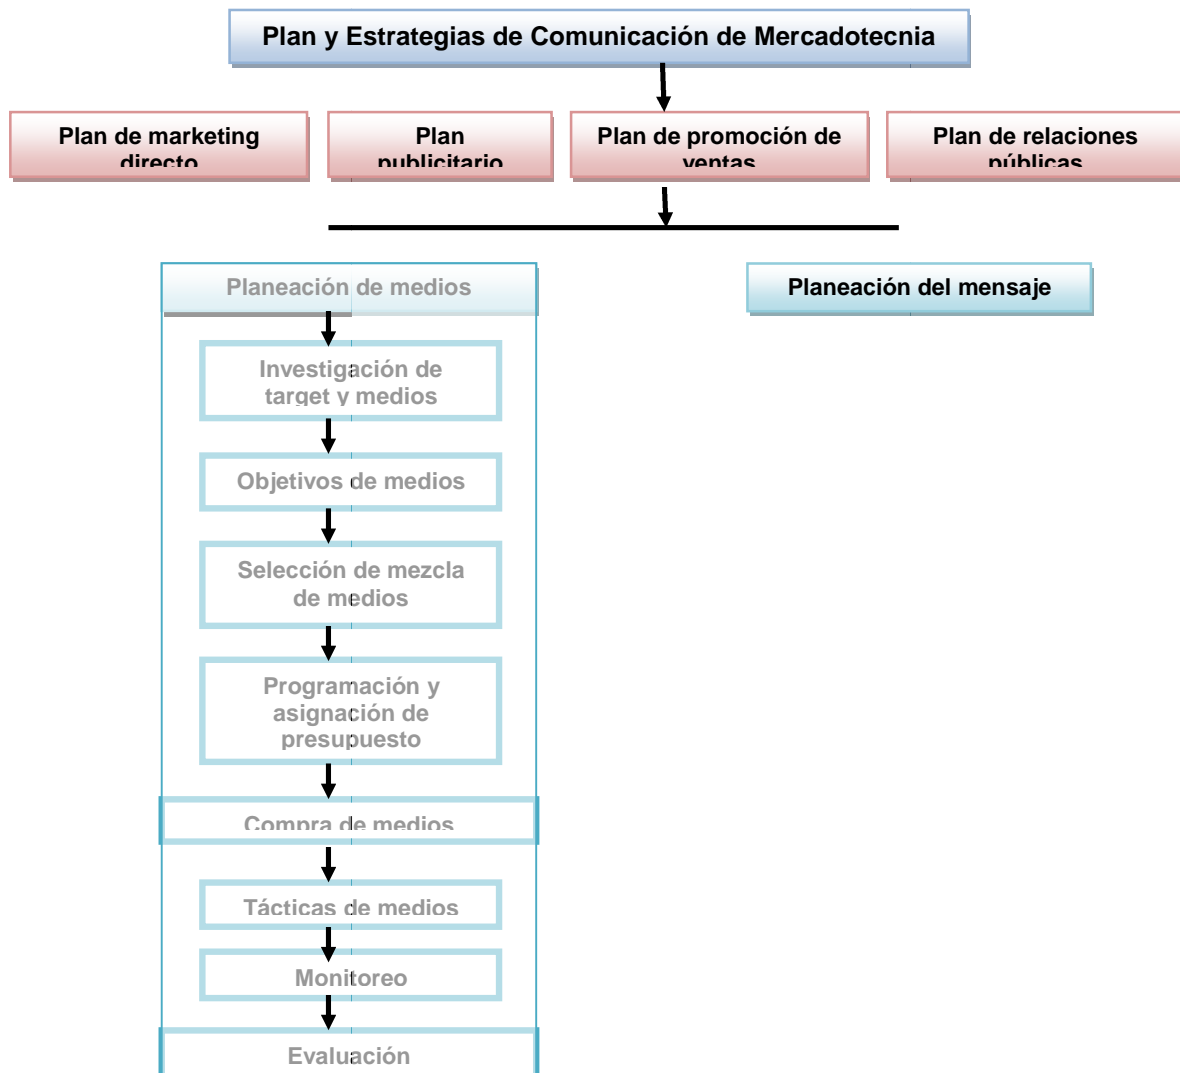 Plan y Estrategias de Comunicación de Mercadotecnia
Plan de marketing
directo
Plan
publicitario
Plan de promoción de
ventas
Plan de relaciones
públicas
Planeación de medios
Planeación del mensaje
Investigación de
target y medios
Objetivos de medios
Selección de mezcla
de medios
Programación y
asignación de
presupuesto
Compra de medios
Tácticas de medios
Monitoreo
Evaluación